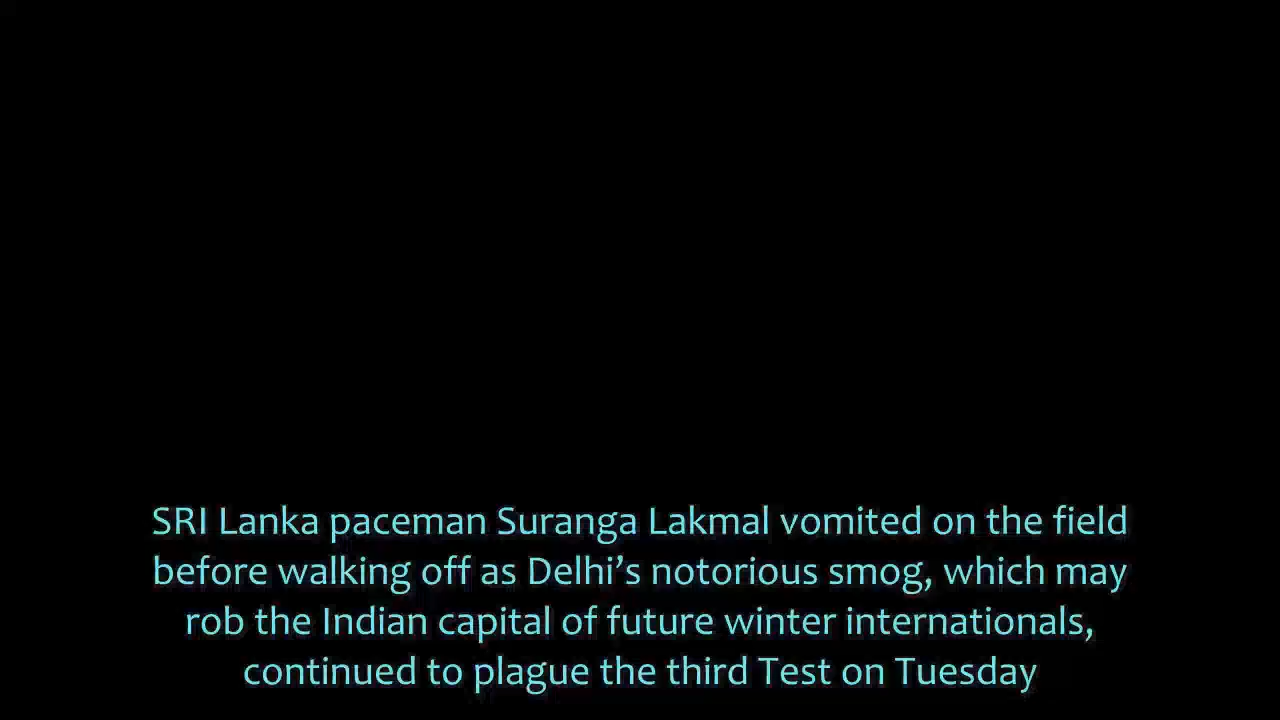 SRI Lanka paceman Suranga Lakmal vomited on the field
before walking off as Delhi’s notorious smog, which may
rob the Indian capital of future winter internationals,
continued to plague the third Test on Tuesday